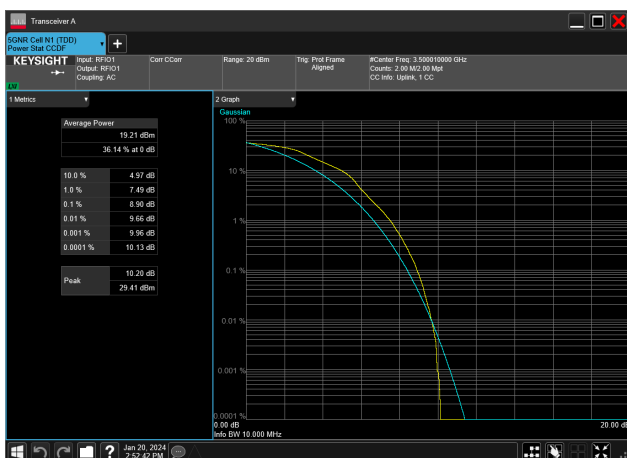 Transceiver A
5GNR Cell N1 (TDD)
Power Stat CCDF
KEYSIGHT
Input: RFIO1
Output: RFIO1
Coupling: AC
Corr CCorr
Range: 20 dBm
Trig: Prot Frame
Aligned
#Center Freq: 3.500010000 GHz
Counts: 2.00 M/2.00 Mpt
CC Info: Uplink, 1 CC
LXI
1 Metrics
Average Power
19.21 dBm
36.14 % at 0 dB
10.0 % 4.97 dB
1.0 % 7.49 dB
0.1 % 8.90 dB
0.01 % 9.66 dB
0.001 % 9.96 dB
0.0001 % 10.13 dB
Peak
10.20 dB
29.41 dBm
2 Graph
Gaussian
100 %
10 %
1 %
0.1 %
0.01 %
0.001 %
0.0001 %
0.00 dB
20.00 dB
Info BW 10.000 MHz
Jan 20, 2024
2:52:42 PM